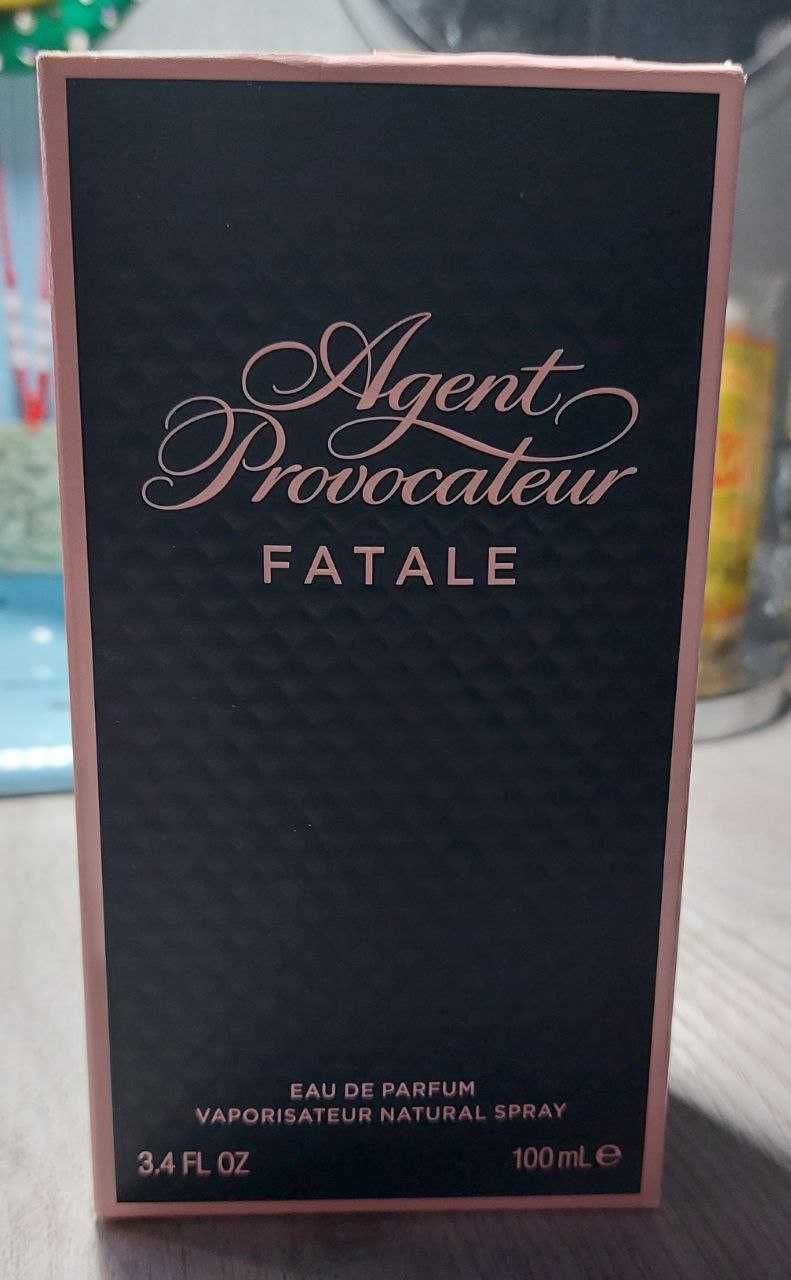 Agent
Provocateur
FATALE
EAU DE PARFUM
VAPORISATEUR NATURAL SPRAY
3.4 FL OZ
100 mL ℮